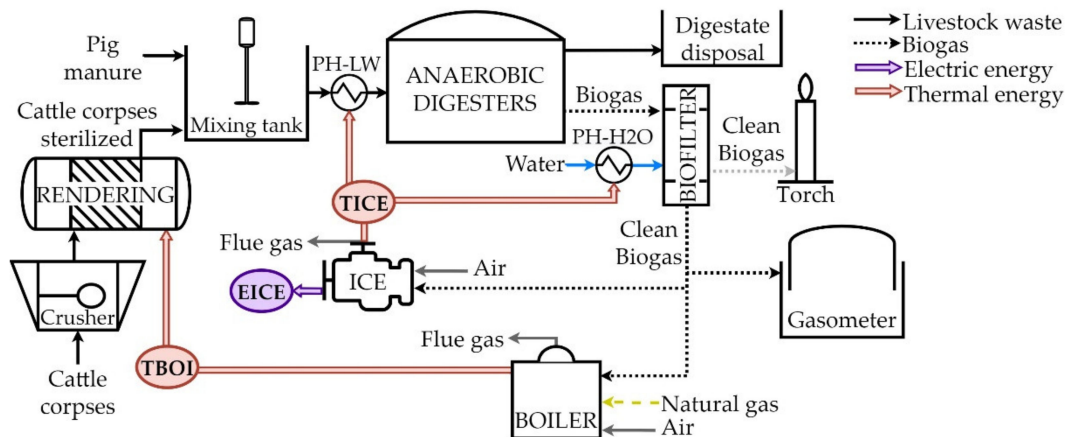 Pig
manure
Cattle corpses
sterilized
Mixing tank
PH-LW
ANAEROBIC
DIGESTERS
Digestate
disposal
Livestock waste
Biogas
Electric energy
Thermal energy
Biogas
PH-H2O
Water
BIOFILTER
Clean
Biogas
Torch
RENDERING
TICE
Flue gas
Air
ICE
EICE
Clean
Biogas
Gasometer
Crusher
Cattle
corpses
TBOI
Flue gas
BOILER
Natural gas
Air